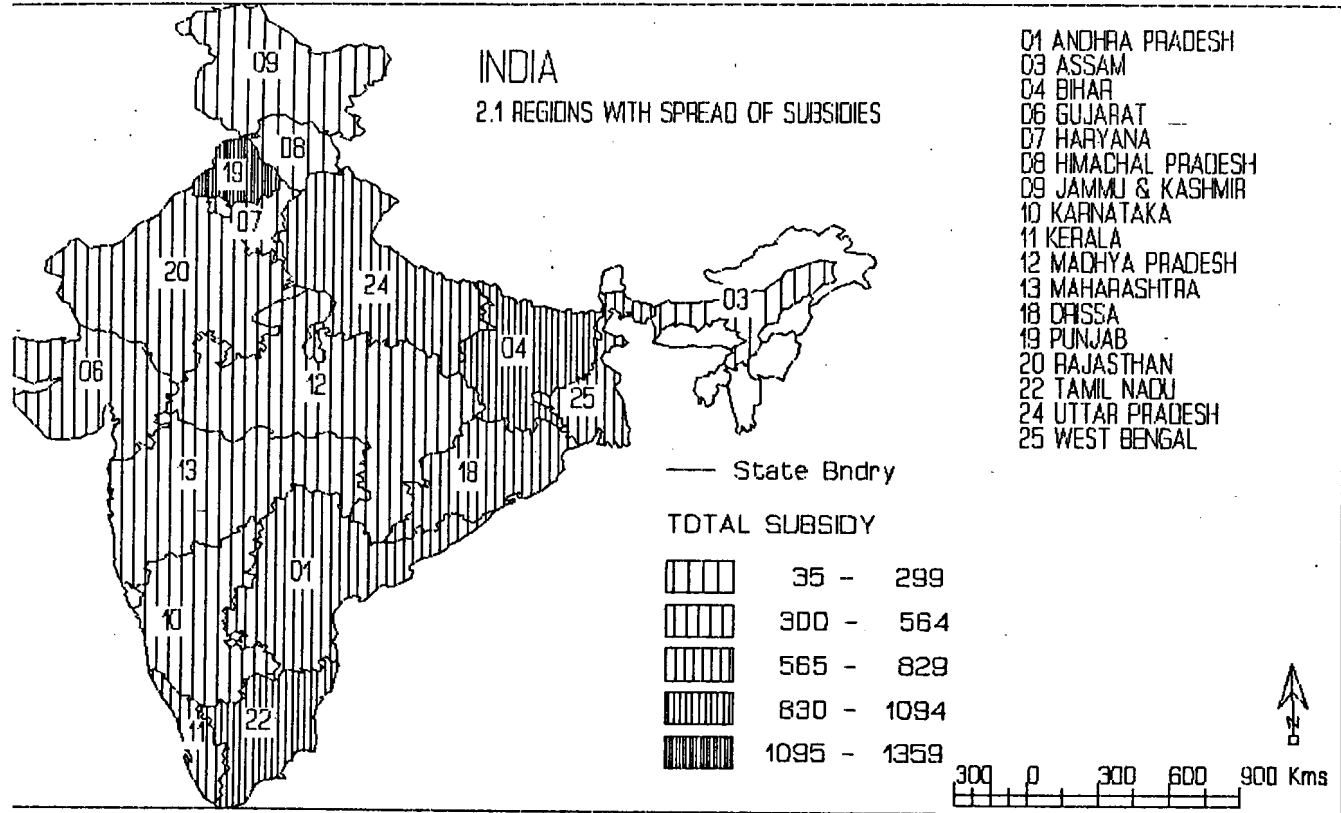 INDIA
2.1 REGIONS WITH SPREAD OF SUBSIDIES
01 ANDHRA PRADESH
03 ASSAM
04 BIHAR
06 GUJARAT
07 HARYANA
08 HIMACHAL PRADESH
09 JAMMU & KASHMIR
10 KARNATAKA
11 KERALA
12 MADHYA PRADESH
13 MAHARASHTRA
18 ORISSA
19 PUNJAB
20 RAJASTHAN
22 TAMIL NADU
24 UTTAR PRADESH
25 WEST BENGAL
09
08
19
07
20
24
03
04
06
12
25
13
18
01
10
11
22
State Bndry
TOTAL SUBSIDY
35 - 299
300 - 564
565 - 829
830 - 1094
1095 - 1359
N
300 0 300 600 900 Kms